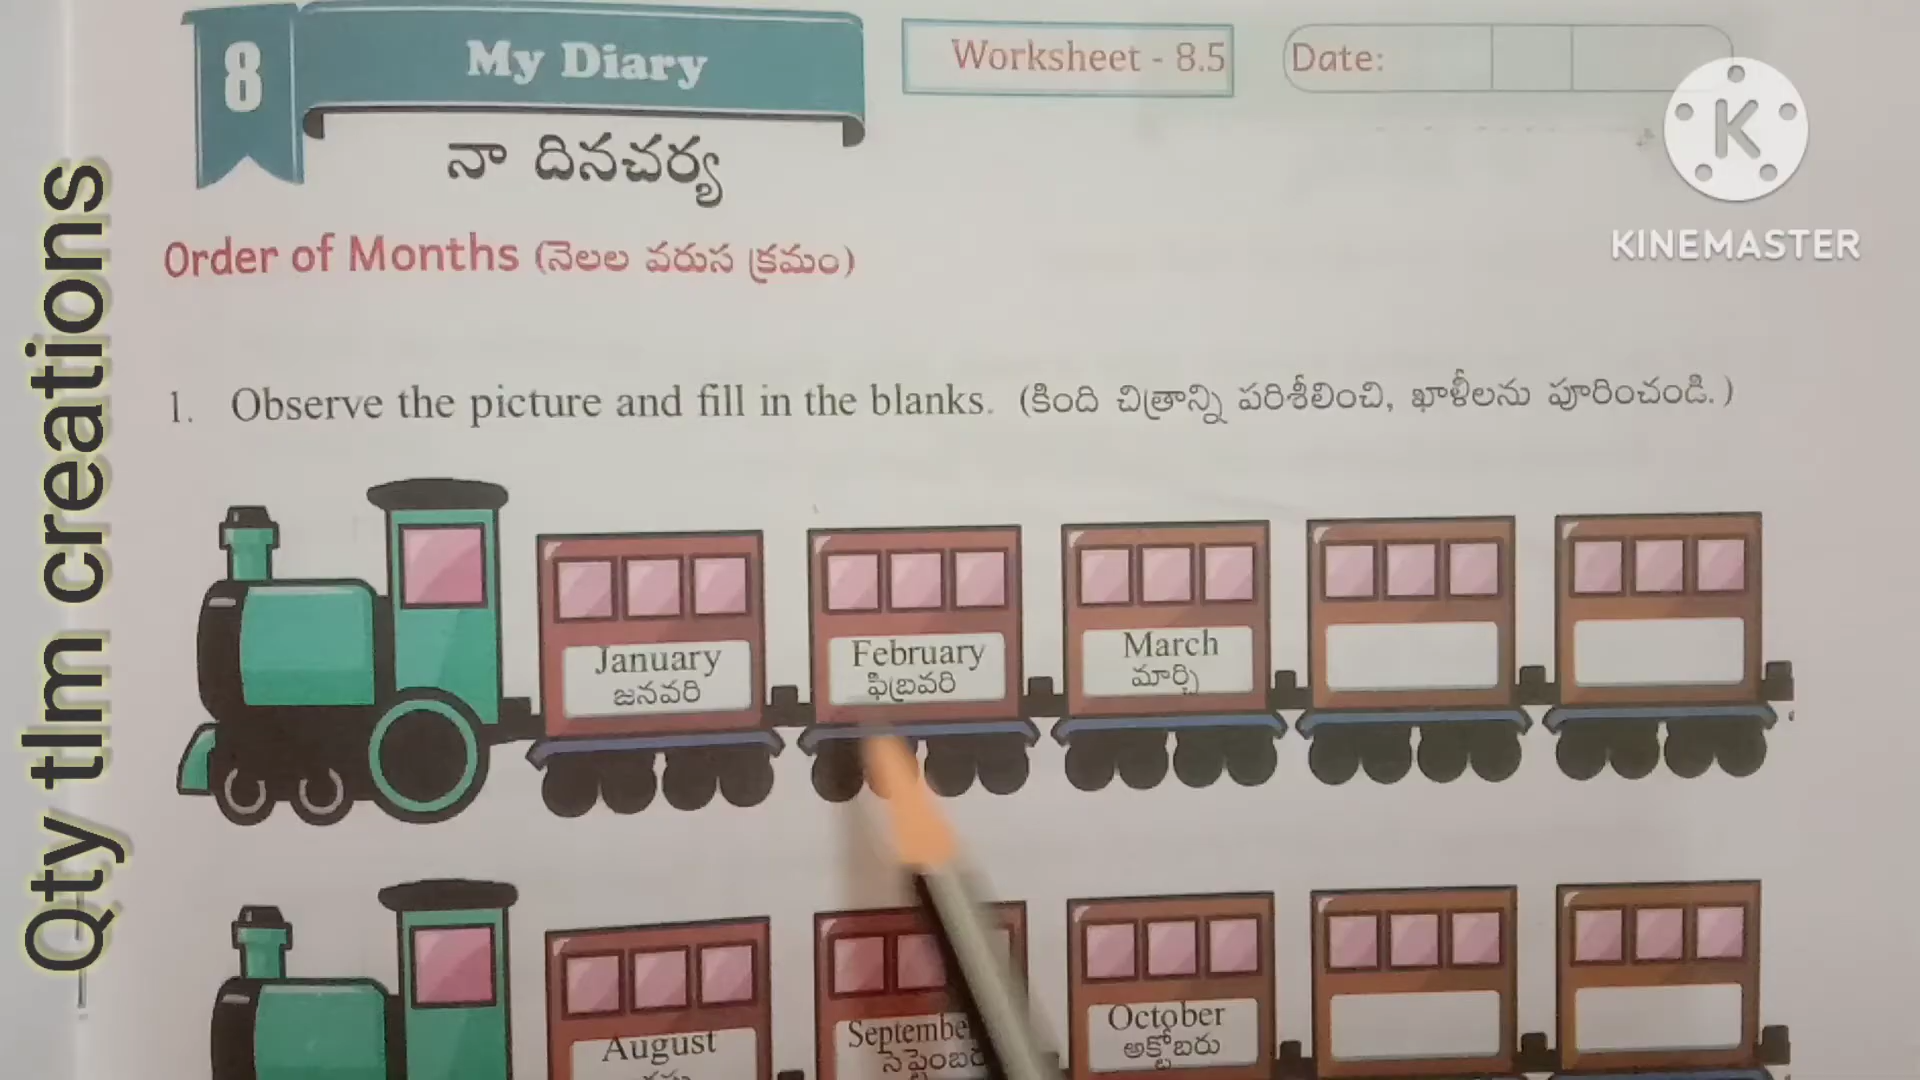 8
My Diary
Worksheet - 8.5
Date:
నా దినచర్య
K
KINEMASTER
Order of Months (నెలల వరుస క్రమం)
1. Observe the picture and fill in the blanks. (కింది చిత్రాన్ని పరిశీలించి, ఖాళీలను పూరించండి.)
January
జనవరి
February
ఫిబ్రవరి
March
మార్చి
August
Septembe
సెప్టెంబర
October
అక్టోబరు
Qty tlm creations